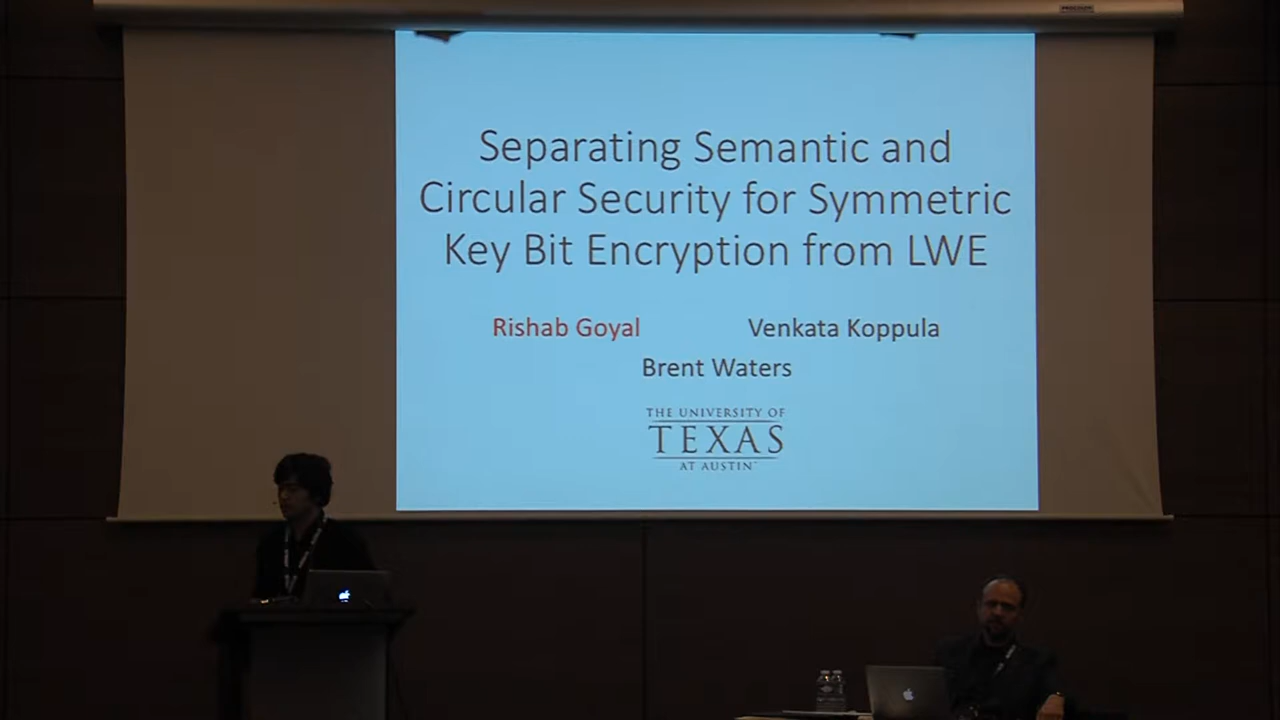 Separating Semantic and
Circular Security for Symmetric
Key Bit Encryption from LWE
Rishab Goyal
Venkata Koppula
Brent Waters
THE UNIVERSITY OF
TEXAS
AT AUSTIN